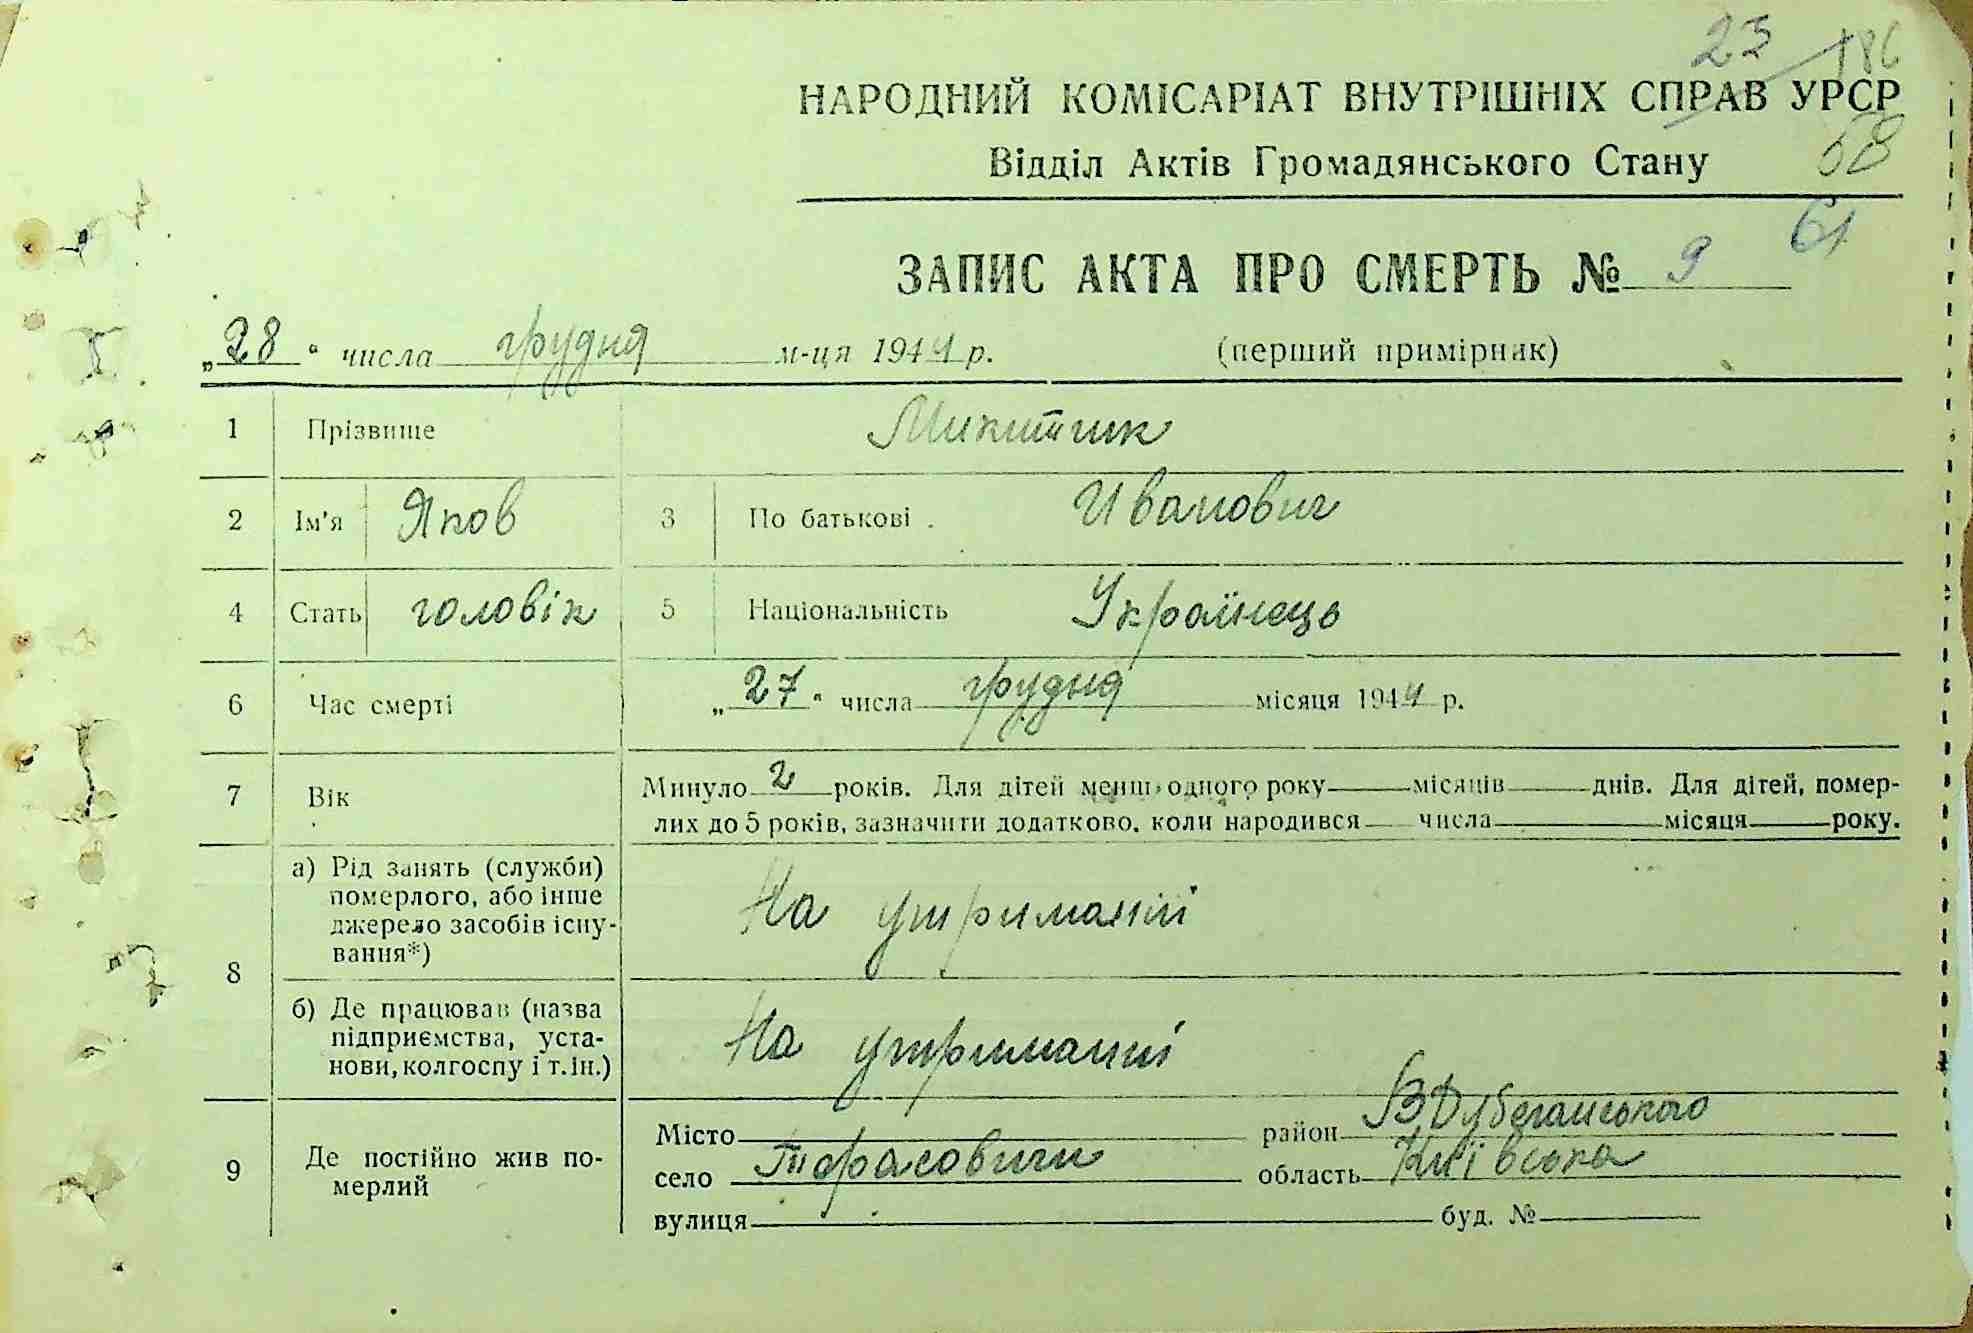 23 186
НАРОДНИЙ КОМІСАРІАТ ВНУТРІШНІХ СПРАВ УРСР
Відділ Актів Громадянського Стану 68
61
ЗАПИС АКТА ПРО СМЕРТЬ № 9
„28“ числа грудня м-ця 1944 р. (перший примірник)
1 Прізвище Микитчик
2 Ім'я Яков 3 По батькові Иванович
4 Стать чоловік 5 Національність Українець
6 Час смерті „27“ числа грудня місяця 1944 р.
7 Вік Минуло 2 років. Для дітей менш одного року місяців днів. Для дітей, помер-
лих до 5 років, зазначити додатково, коли народився числа місяця року.
8 а) Рід занять (служби)
померлого, або інше
джерело засобів існу-
вання*)
На утриманні
б) Де працював (назва
підприємства, уста-
нови, колгоспу і т. ін.)
На утриманні
9 Де постійно жив по-
мерлий
Місто район ВДубечанського
село Тарасовичи область Київська
вулиця буд. №